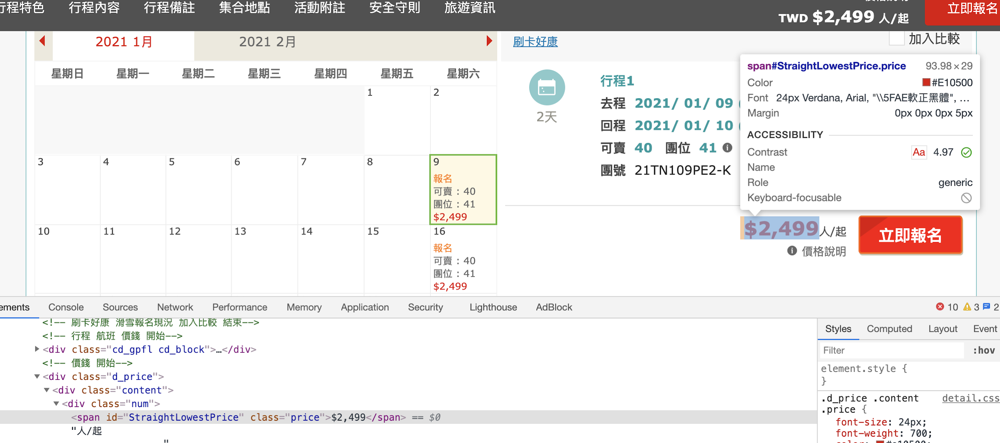 行程特色 行程內容 行程備註 集合地點 活動附註 安全守則 旅遊資訊
TWD $2,499 人/起
立即報名
2021 1月 2021 2月
星期日 星期一 星期二 星期三 星期四 星期五 星期六
1 2
3 4 5 6 7 8 9
報名
可賣：40
團位：41
$2,499
10 11 12 13 14 15 16
報名
可賣：40
團位：41
$2,499
刷卡好康
加入比較
2天
行程1
去程 2021/ 01/ 09
回程 2021/ 01/ 10
可賣 40 團位 41
團號 21TN109PE2-K
span#StraightLowestPrice.price 93.98×29
Color #E10500
Font 24px Verdana, Arial, "\\5FAE軟正黑體", …
Margin 0px 0px 0px 5px
ACCESSIBILITY
Contrast Aa 4.97
Name
Role generic
Keyboard-focusable
$2,499人/起
價格說明
立即報名
ements Console Sources Network Performance Memory Application Security Lighthouse AdBlock 10 3 2
<!-- 刷卡好康 滑雪報名現況 加入比較 結束-->
<!-- 行程 航班 價錢 開始-->
<div class="cd_gpfl cd_block">…</div>
<!-- 價錢 開始-->
<div class="d_price">
<div class="content">
<div class="num">
<span id="StraightLowestPrice" class="price">$2,499</span> == $0
"人/起
"
Styles Computed Layout Event
Filter :hov
element.style {
}
.d_price .content detail.css
.price {
font-size: 24px;
font-weight: 700;
color: #e10500;